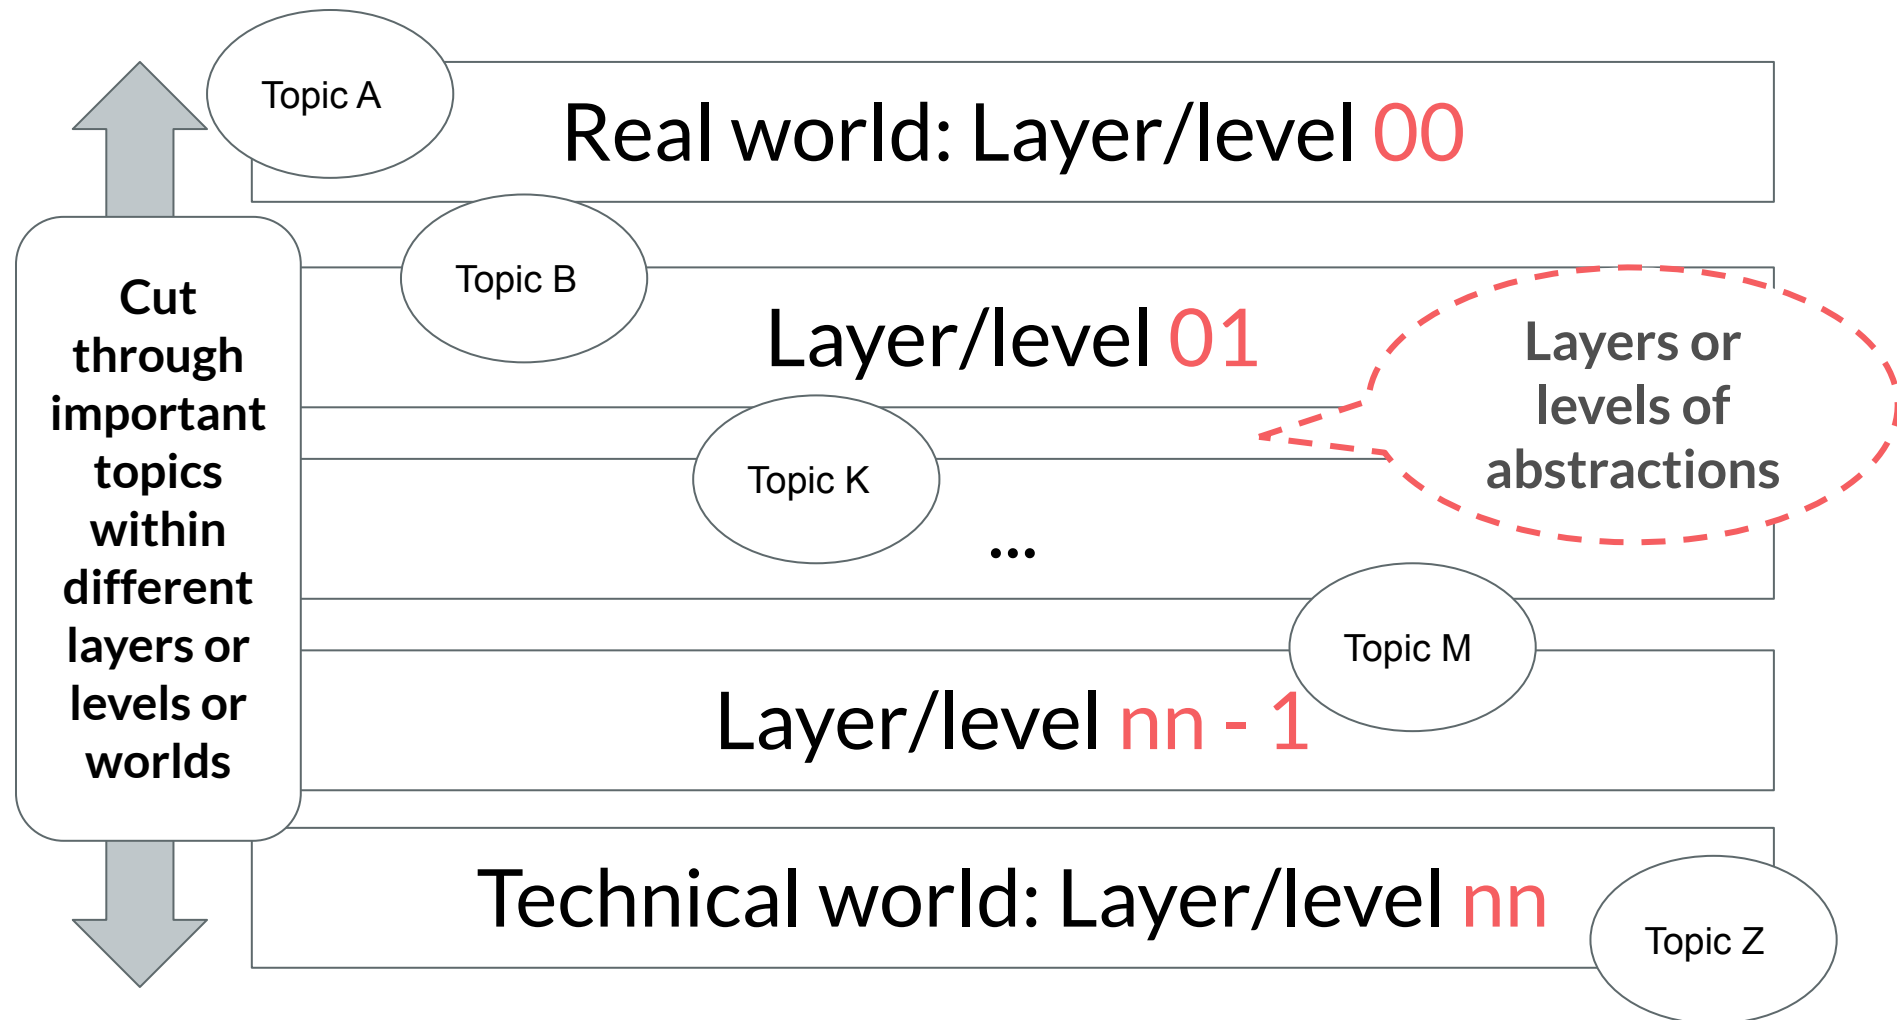 Topic A
Real world: Layer/level 00
Topic B
Layer/level 01
Cut
through
important
topics
within
different
layers or
levels or
worlds
Layers or
levels of
abstractions
Topic K
...
Topic M
Layer/level nn - 1
Technical world: Layer/level nn
Topic Z